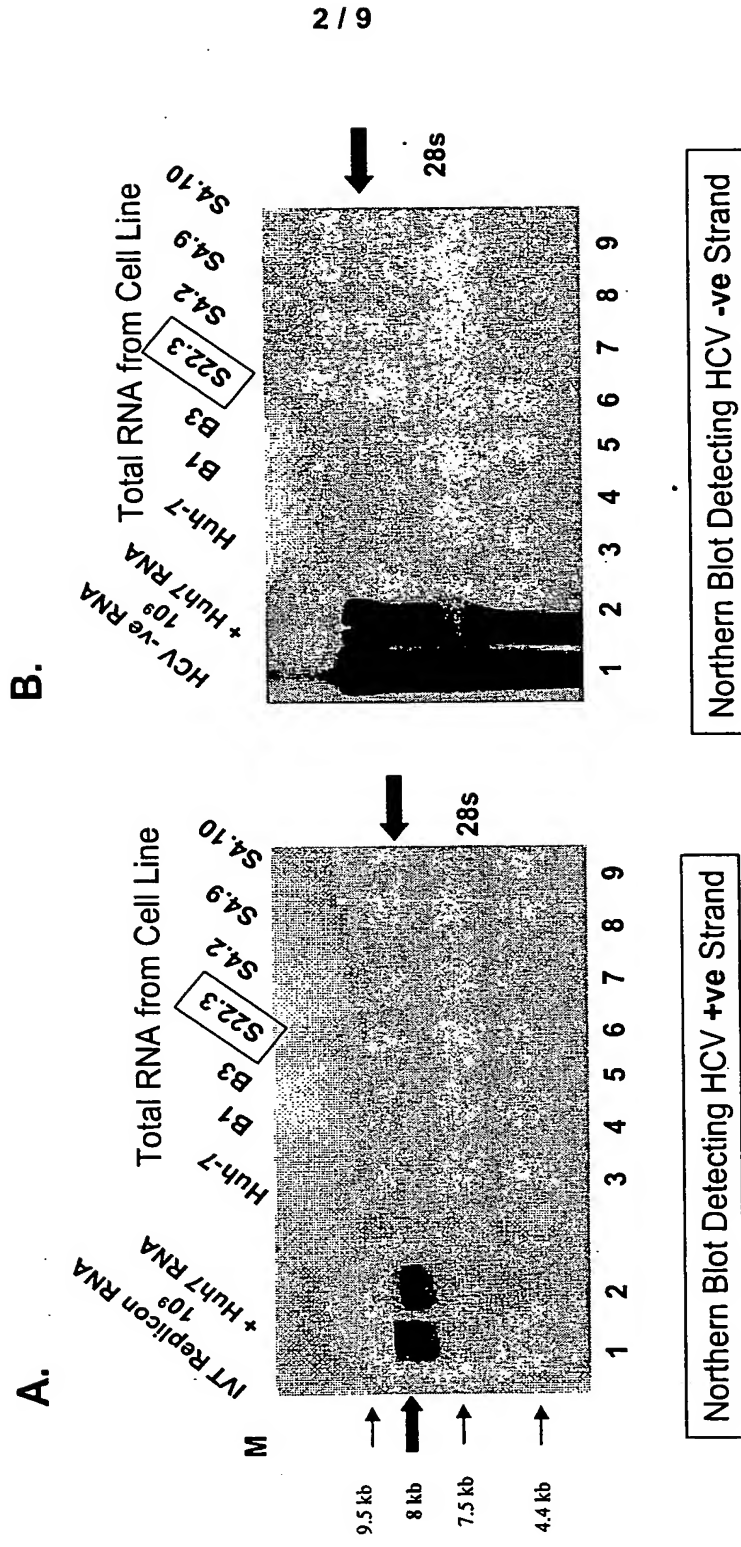 2 / 9
A.
IVT Replicon RNA
10⁹
+ Huh7 RNA
Total RNA from Cell Line
Huh-7
B1
B3
S22.3
S4.2
S4.9
S4.10
M
9.5 kb
8 kb
7.5 kb
4.4 kb
28s
1 2 3 4 5 6 7 8 9
Northern Blot Detecting HCV +ve Strand
B.
HCV -ve RNA
10⁹
+ Huh7 RNA
Total RNA from Cell Line
Huh-7
B1
B3
S22.3
S4.2
S4.9
S4.10
28s
1 2 3 4 5 6 7 8 9
Northern Blot Detecting HCV -ve Strand